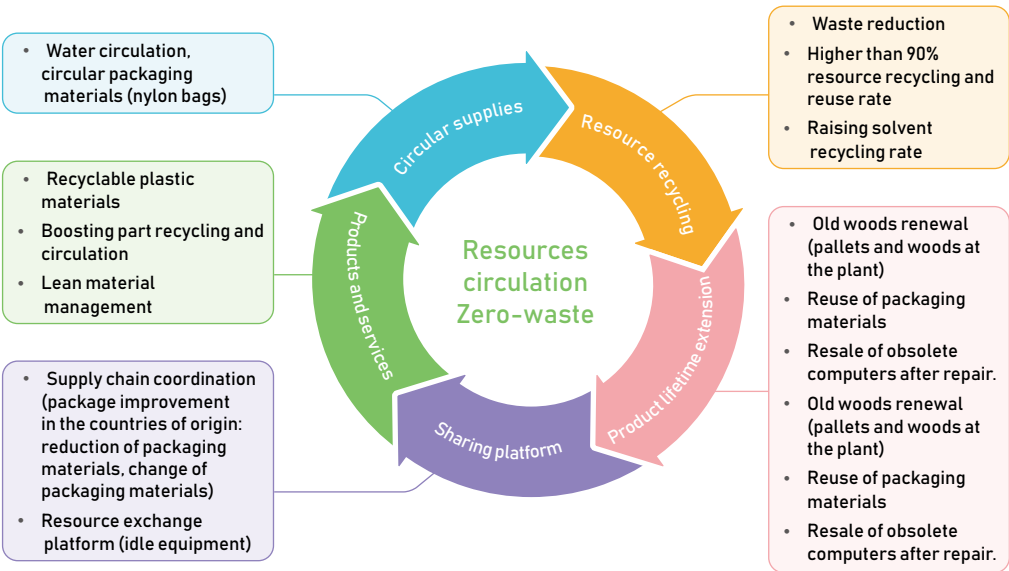 • Water circulation,
circular packaging
materials (nylon bags)
• Recyclable plastic
materials
• Boosting part recycling and
circulation
• Lean material
management
• Supply chain coordination
(package improvement
in the countries of origin:
reduction of packaging
materials, change of
packaging materials)
• Resource exchange
platform (idle equipment)
Circular supplies
Resource recycling
Product lifetime extension
Sharing platform
Products and services
Resources
circulation
Zero-waste
• Waste reduction
• Higher than 90%
resource recycling and
reuse rate
• Raising solvent
recycling rate
• Old woods renewal
(pallets and woods at
the plant)
• Reuse of packaging
materials
• Resale of obsolete
computers after repair.
• Old woods renewal
(pallets and woods at
the plant)
• Reuse of packaging
materials
• Resale of obsolete
computers after repair.